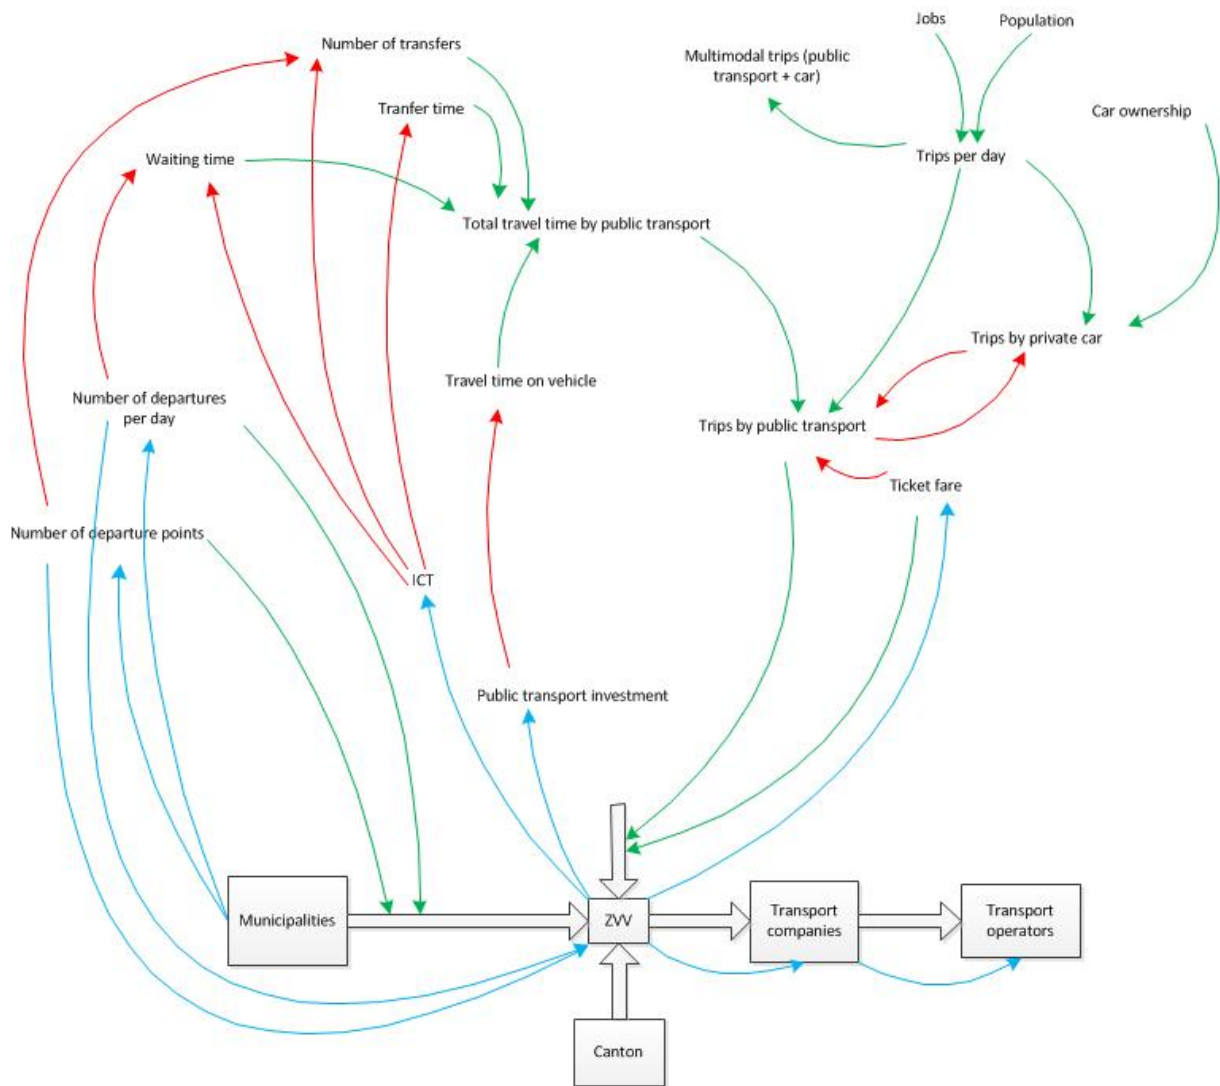 Jobs
Population
Number of transfers
Multimodal trips (public
transport + car)
Tranfer time
Car ownership
Waiting time
Trips per day
Total travel time by public transport
Trips by private car
Travel time on vehicle
Number of departures
per day
Trips by public transport
Ticket fare
Number of departure points
ICT
Public transport investment
Municipalities
ZVV
Transport
companies
Transport
operators
Canton